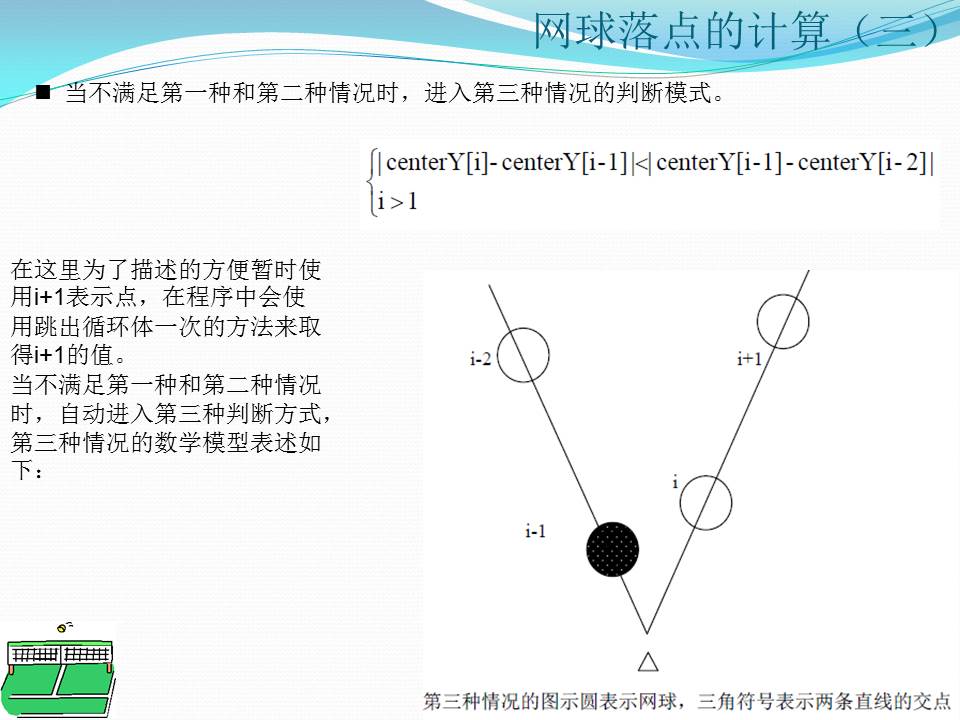 网球落点的计算（三）
■ 当不满足第一种和第二种情况时，进入第三种情况的判断模式。
|centerY[i]-centerY[i-1]|<|centerY[i-1]-centerY[i-2]|
i>1
在这里为了描述的方便暂时使
用i+1表示点，在程序中会使
用跳出循环体一次的方法来取
得i+1的值。
当不满足第一种和第二种情况
时，自动进入第三种判断方式，
第三种情况的数学模型表述如
下：
i-2
i+1
i
i-1
第三种情况的图示圆表示网球，三角符号表示两条直线的交点